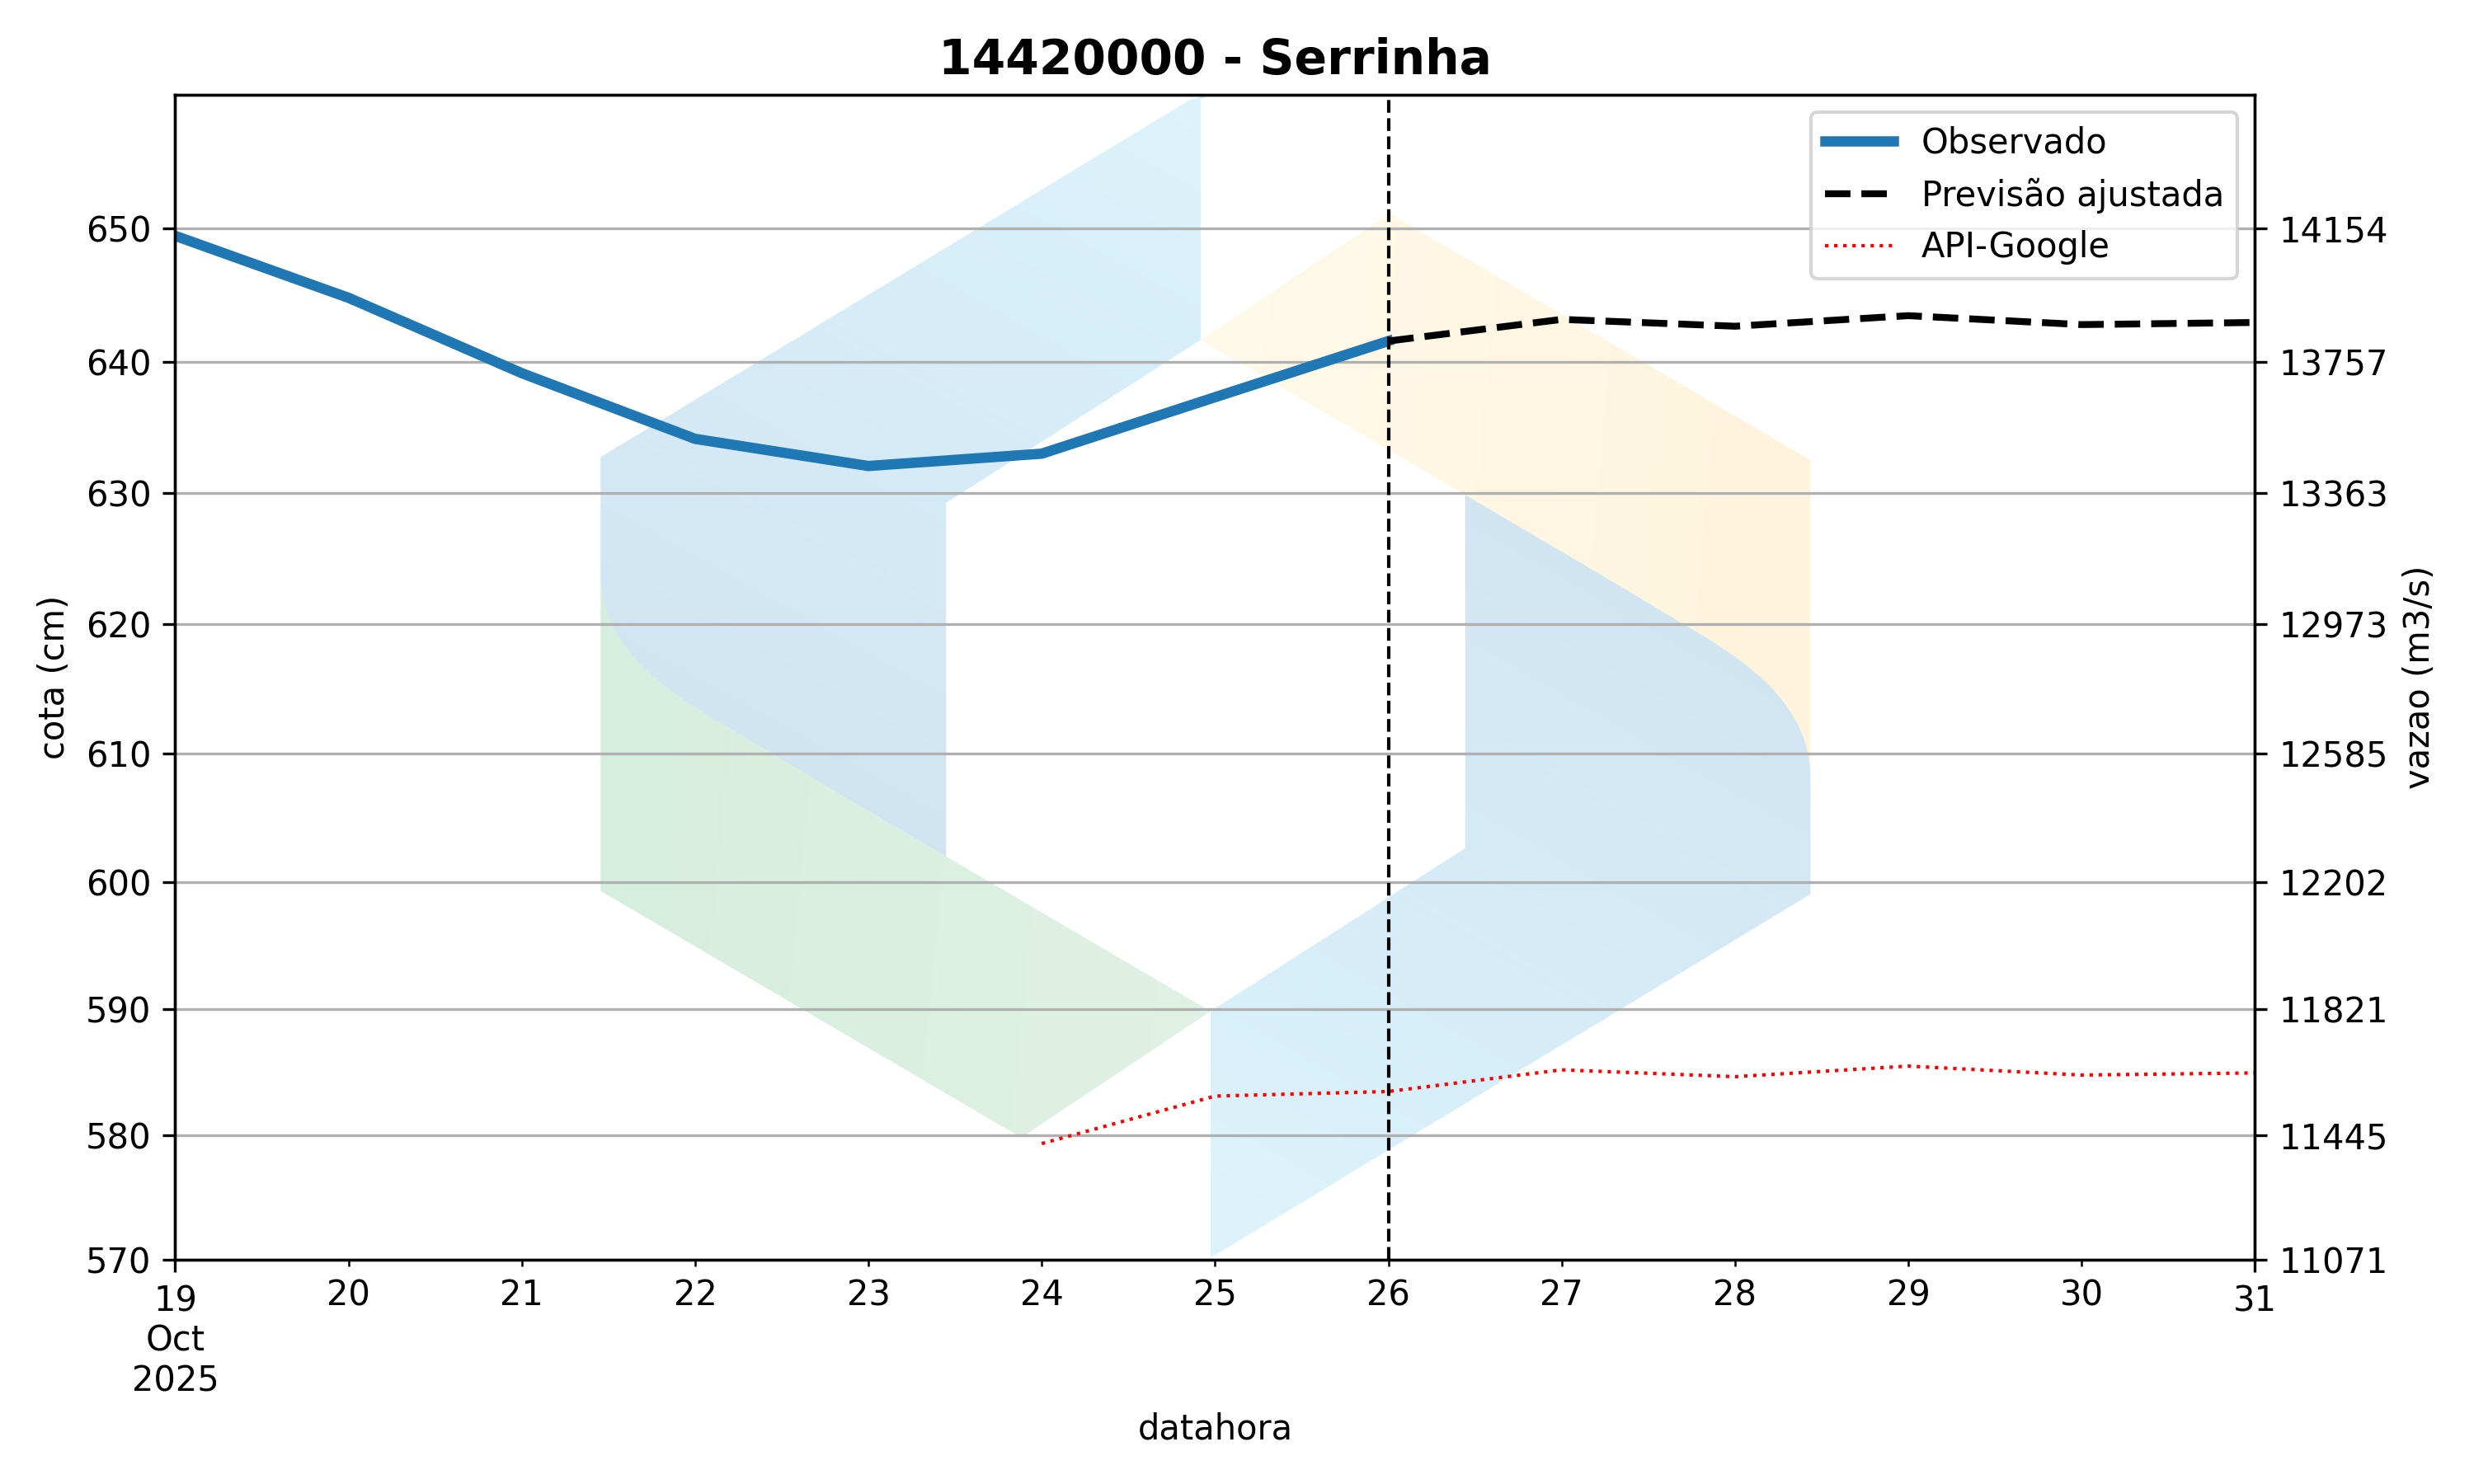 14420000 - Serrinha
Observado
Previsão ajustada
API-Google
650
640
630
620
610
600
590
580
570
cota (cm)
14154
13757
13363
12973
12585
12202
11821
11445
11071
vazao (m3/s)
19 20 21 22 23 24 25 26 27 28 29 30 31
Oct
2025
datahora